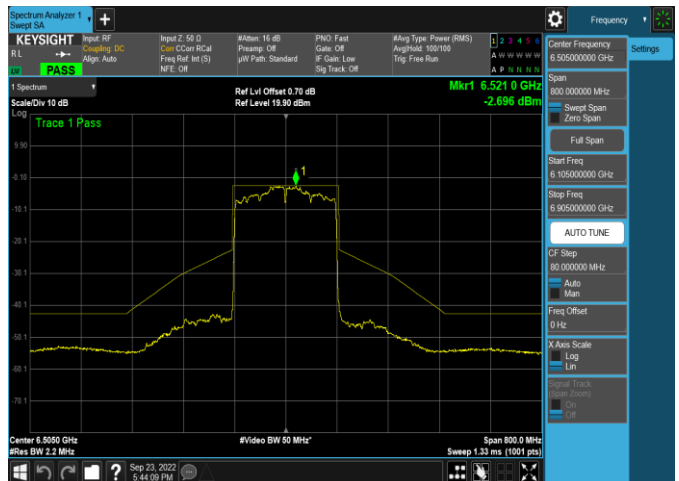 Spectrum Analyzer 1
Swept SA
Frequency
KEYSIGHT
RL
PASS
Input: RF
Coupling: DC
Align: Auto
Input Z: 50 Ω
Corr CCorr RCal
Freq Ref: Int (S)
NFE: Off
#Atten: 16 dB
Preamp: Off
µW Path: Standard
PNO: Fast
Gate: Off
IF Gain: Low
Sig Track: Off
#Avg Type: Power (RMS)
Avg|Hold: 100/100
Trig: Free Run
1 2 3 4 5 6
A W W W W W
A P N N N N
1 Spectrum
Scale/Div 10 dB
Ref Lvl Offset 0.70 dB
Ref Level 19.90 dBm
Mkr1 6.521 0 GHz
-2.696 dBm
Log
Trace 1 Pass
1
9.90
-0.10
-10.1
-20.1
-30.1
-40.1
-50.1
-60.1
-70.1
Center 6.5050 GHz
#Res BW 2.2 MHz
#Video BW 50 MHz*
Span 800.0 MHz
Sweep 1.33 ms (1001 pts)
Sep 23, 2022
5:44:09 PM
Center Frequency
6.505000000 GHz
Settings
Span
800.000000 MHz
Swept Span
Zero Span
Full Span
Start Freq
6.105000000 GHz
Stop Freq
6.905000000 GHz
AUTO TUNE
CF Step
80.000000 MHz
Auto
Man
Freq Offset
0 Hz
X Axis Scale
Log
Lin
Signal Track
(Span Zoom)
On
Off